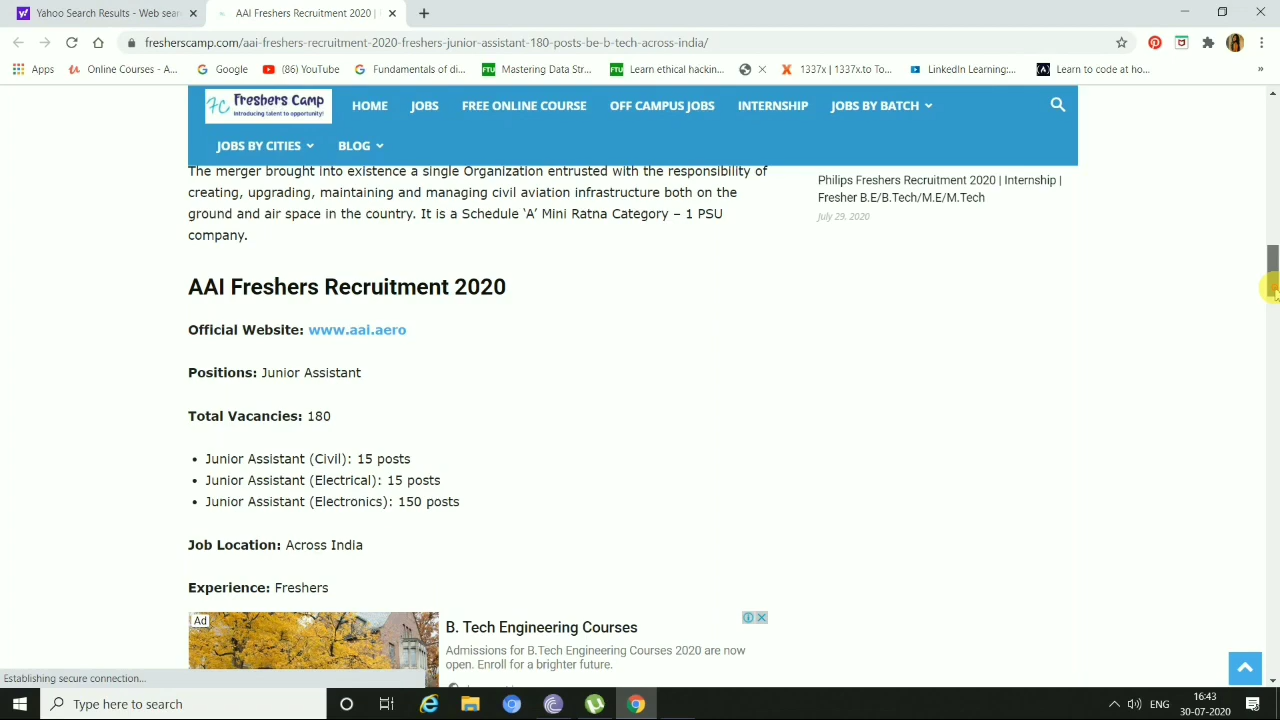 Yahoo Search Results - Web sear
AAI Freshers Recruitment 2020 |
fresherscamp.com/aai-freshers-recruitment-2020-freshers-junior-assistant-180-posts-be-b-tech-across-india/
Apps
Online Courses - A...
Google
(86) YouTube
Fundamentals of di...
FTU
Mastering Data Str...
FTU
Learn ethical hackin...
1337x | 1337x.to To...
LinkedIn Learning:...
Learn to code at ho...
»
FC Freshers Camp
Introducing talent to opportunity!
HOME
JOBS
FREE ONLINE COURSE
OFF CAMPUS JOBS
INTERNSHIP
JOBS BY BATCH
JOBS BY CITIES
BLOG
The merger brought into existence a single Organization entrusted with the responsibility of
creating, upgrading, maintaining and managing civil aviation infrastructure both on the
ground and air space in the country. It is a Schedule ‘A’ Mini Ratna Category – 1 PSU
company.
Philips Freshers Recruitment 2020 | Internship |
Fresher B.E/B.Tech/M.E/M.Tech
July 29, 2020
AAI Freshers Recruitment 2020
Official Website: www.aai.aero
Positions: Junior Assistant
Total Vacancies: 180
• Junior Assistant (Civil): 15 posts
• Junior Assistant (Electrical): 15 posts
• Junior Assistant (Electronics): 150 posts
Job Location: Across India
Experience: Freshers
Ad
B. Tech Engineering Courses
Admissions for B.Tech Engineering Courses 2020 are now
open. Enroll for a brighter future.
Establishing secure connection...
Type here to search
ENG
16:43
30-07-2020